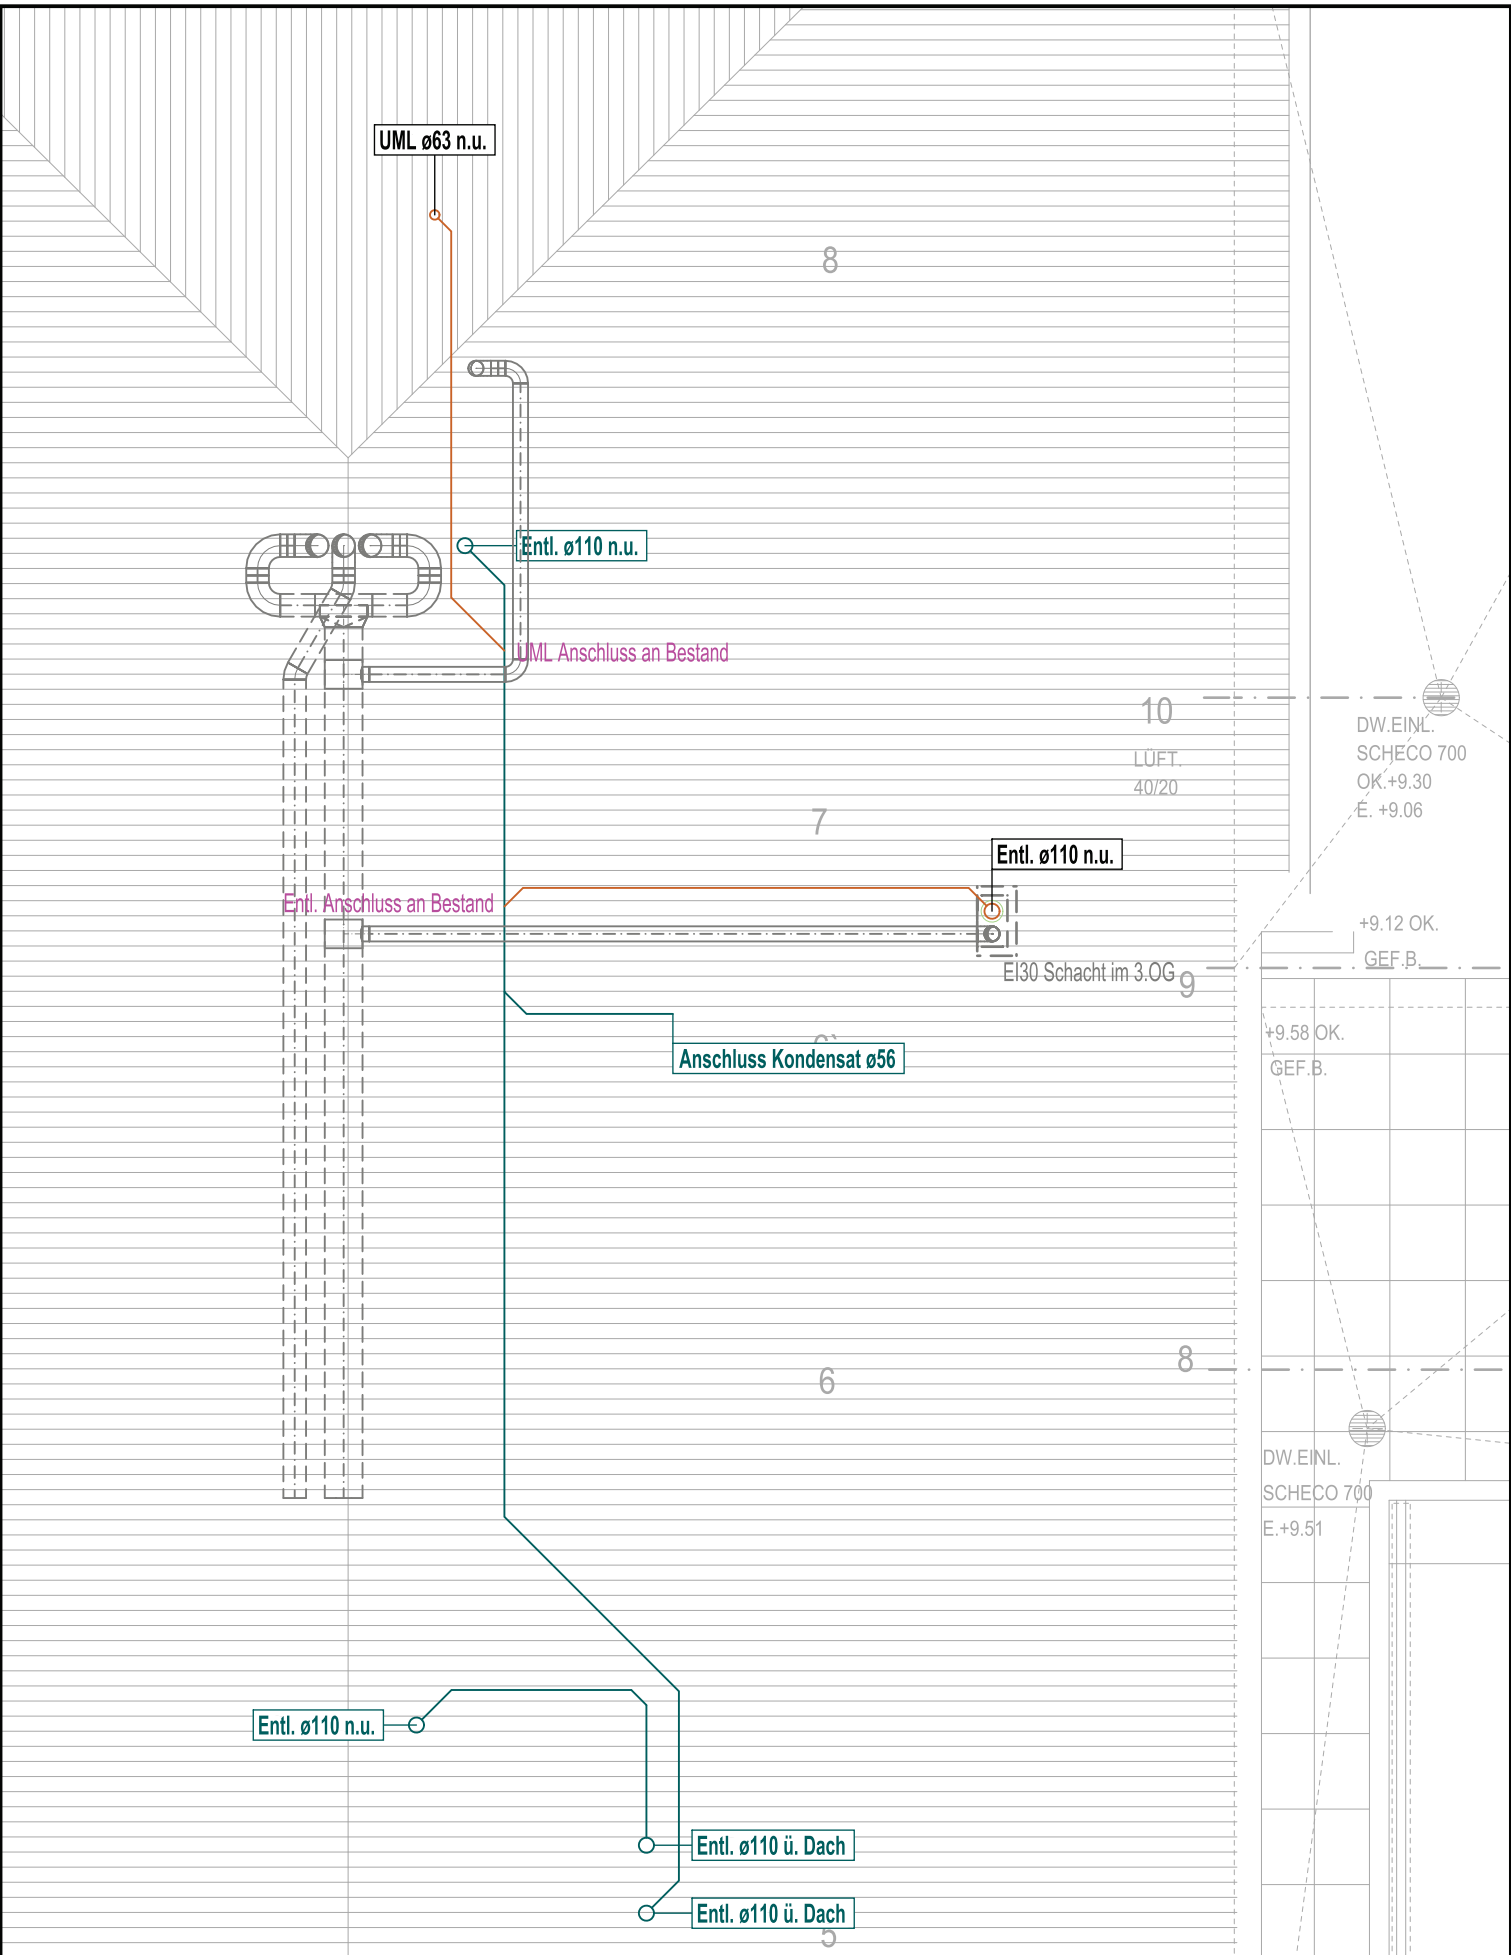 UML ø63 n.u.
8
Entl. ø110 n.u.
UML Anschluss an Bestand
10
LÜFT.
40/20
DW.EINL.
SCHECO 700
OK.+9.30
E. +9.06
7
Entl. ø110 n.u.
Entl. Anschluss an Bestand
+9.12 OK.
GEF.B.
EI30 Schacht im 3.OG
9
+9.58 OK.
GEF.B.
Anschluss Kondensat ø56
6
8
DW.EINL.
SCHECO 700
E.+9.51
Entl. ø110 n.u.
Entl. ø110 ü. Dach
Entl. ø110 ü. Dach
5